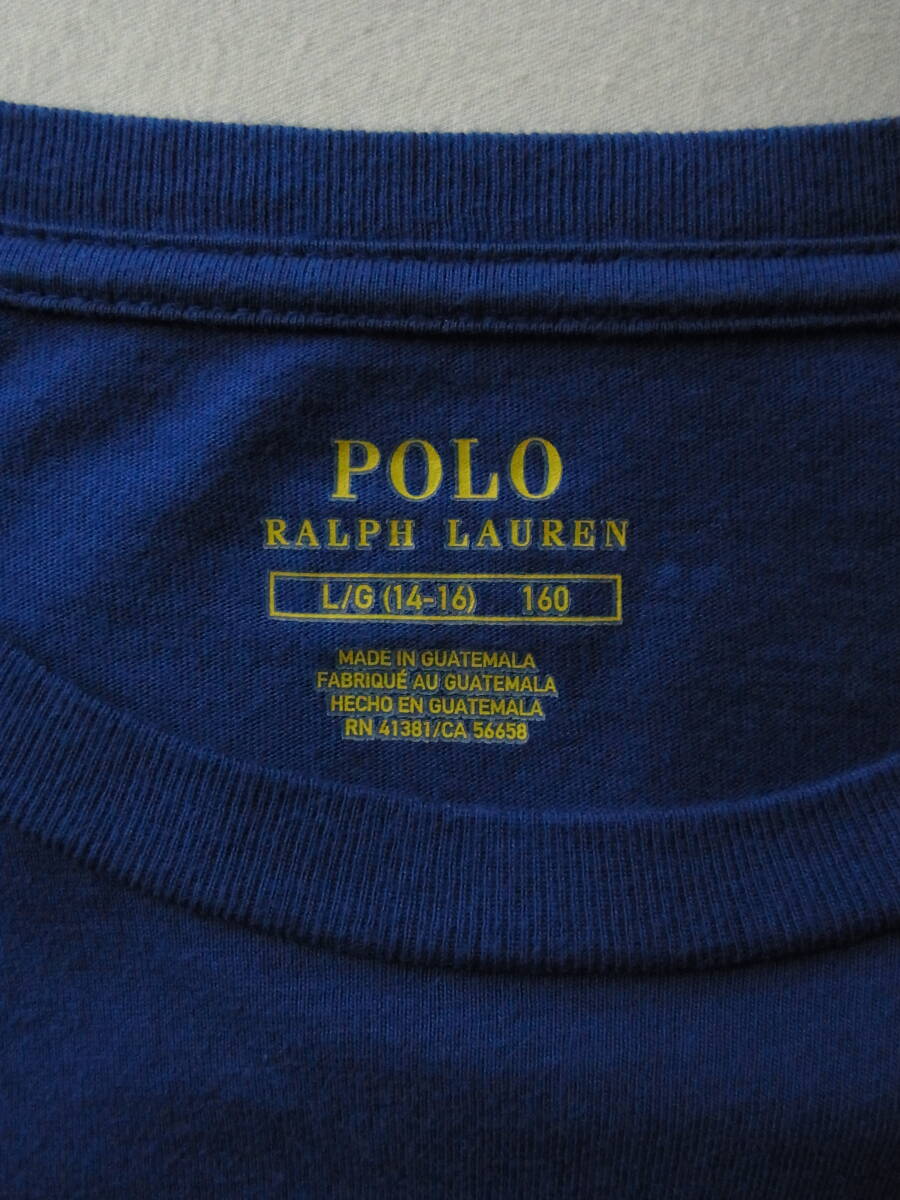 POLO
RALPH LAUREN
L/G (14-16) 160
MADE IN GUATEMALA
FABRIQUÉ AU GUATEMALA
HECHO EN GUATEMALA
RN 41381/CA 56658